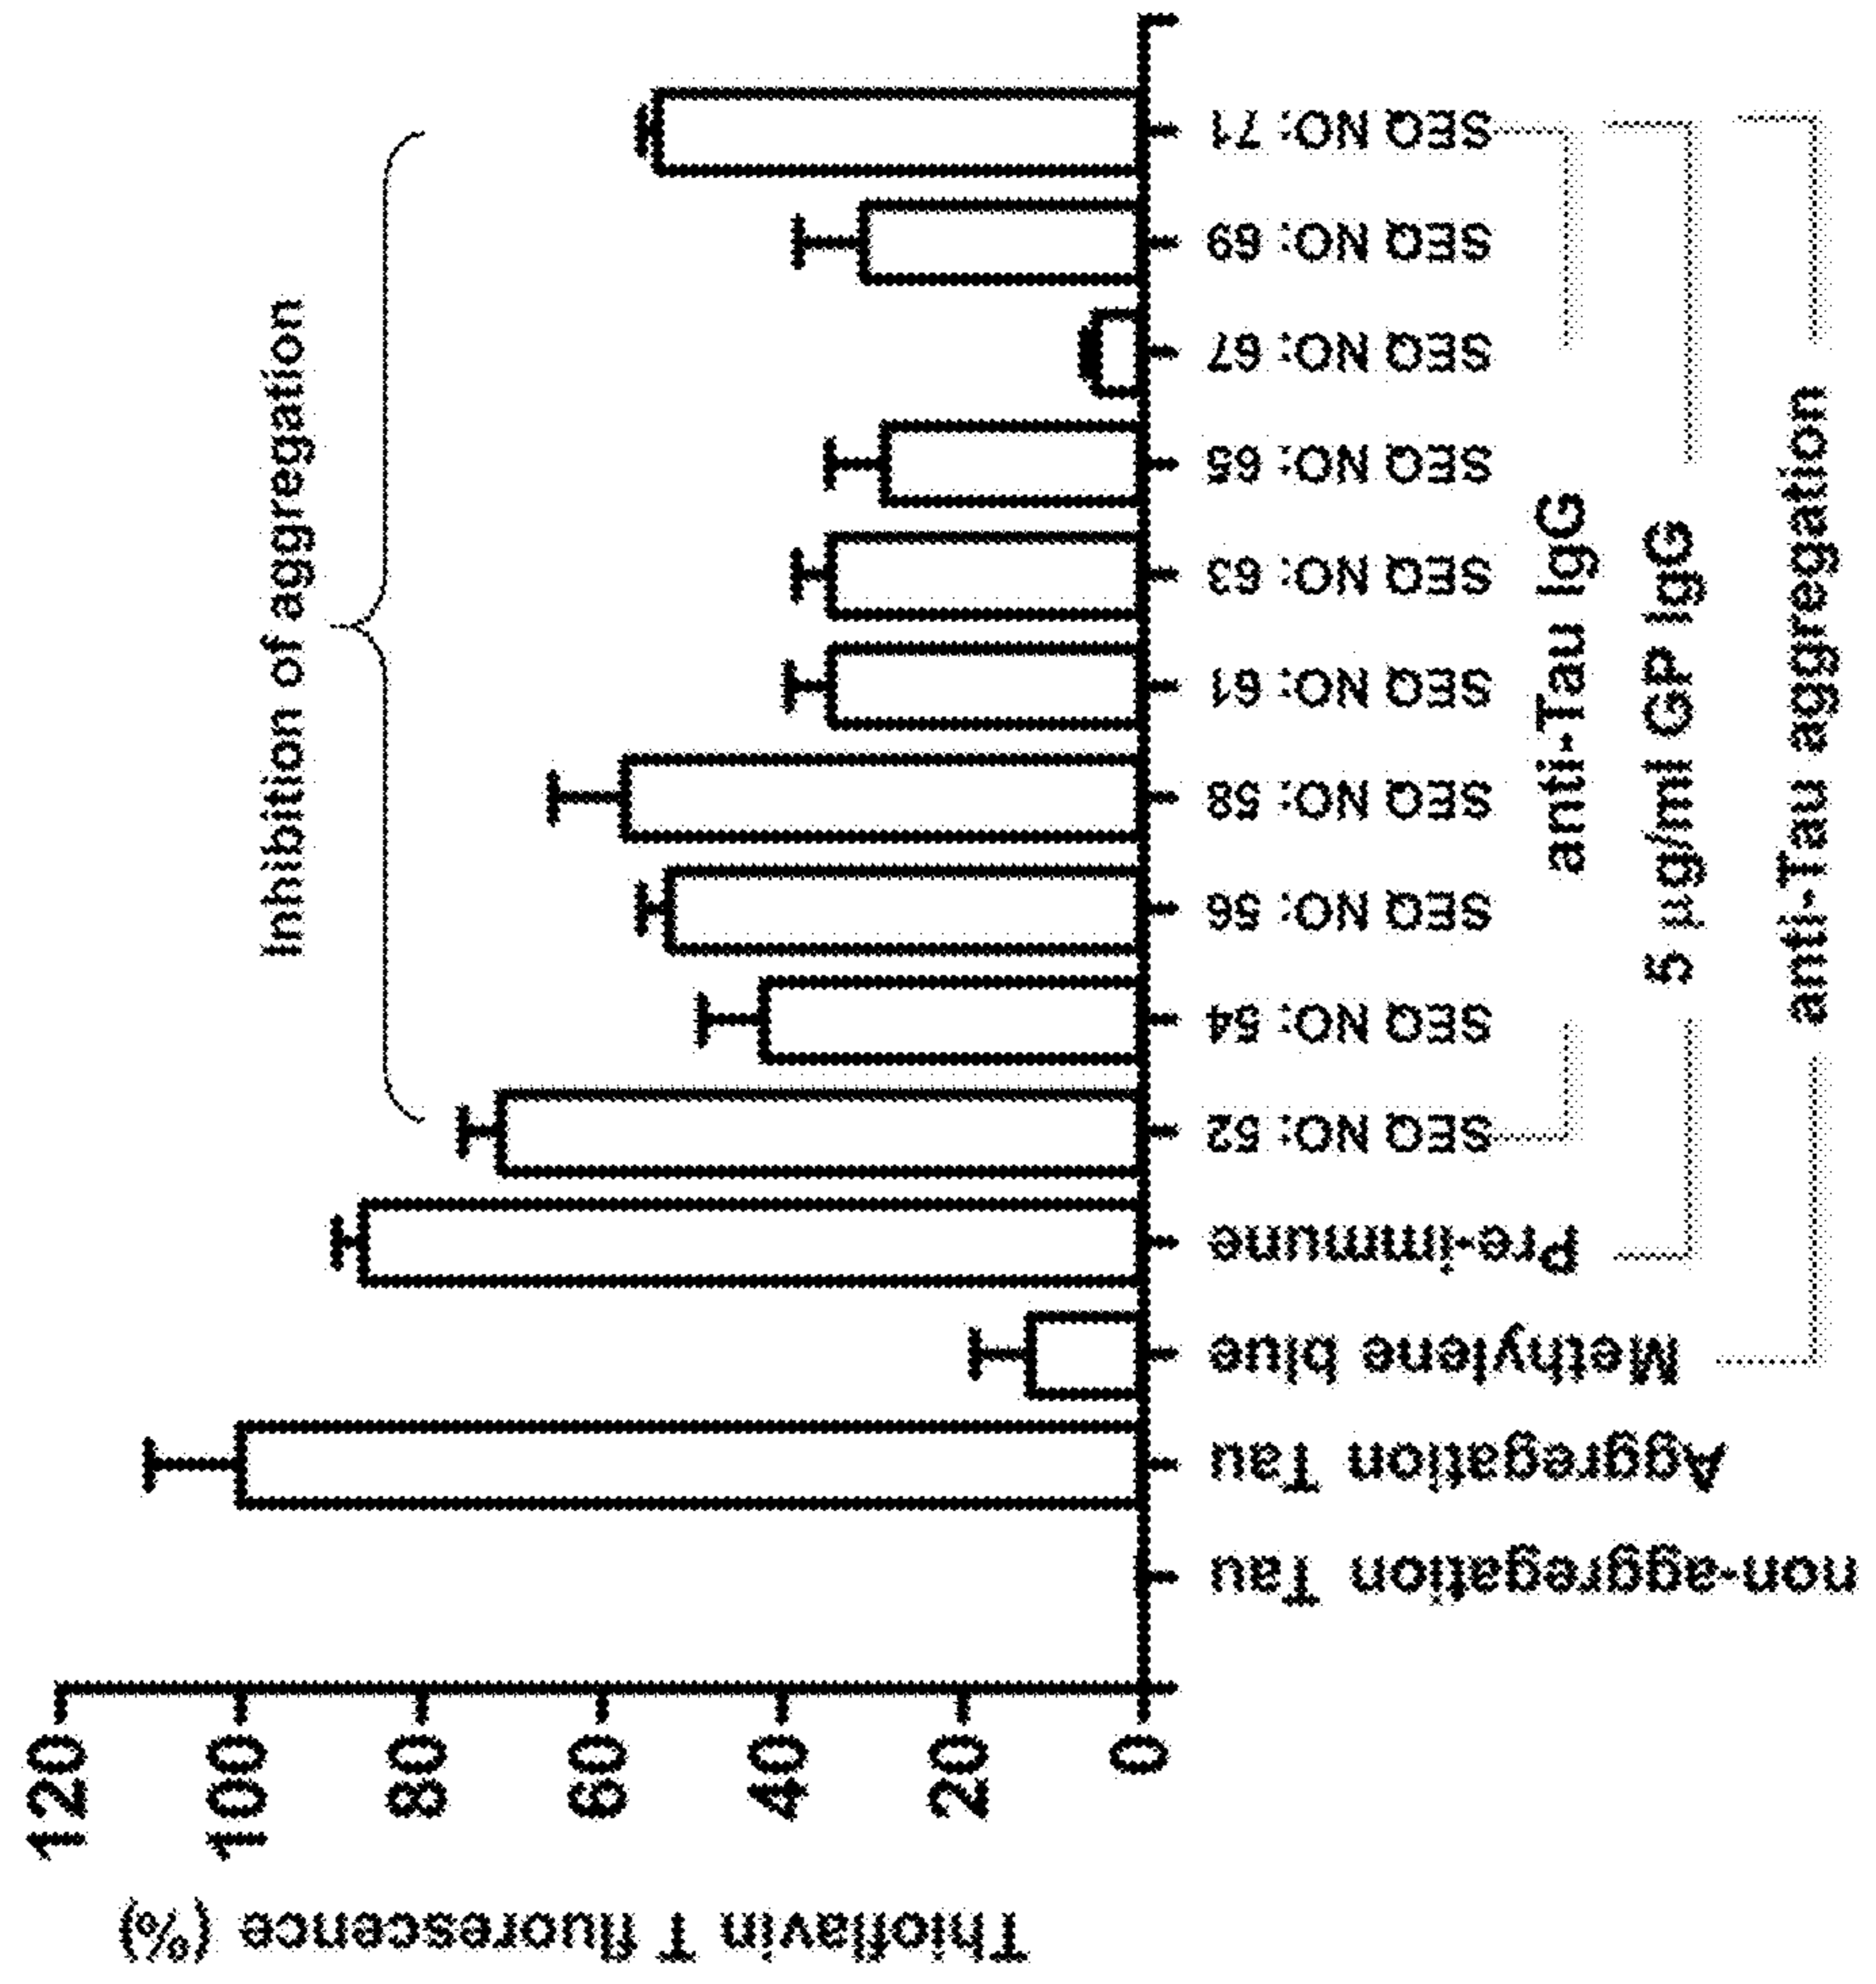 Inhibition of aggregation
Thioflavin T fluorescence (%)
120
100
80
60
40
20
0
non-aggregation Tau
Aggregation Tau
Methylene blue
Pre-immune
SEQ NO: 52
SEQ NO: 54
SEQ NO: 56
SEQ NO: 58
SEQ NO: 61
SEQ NO: 63
SEQ NO: 65
SEQ NO: 67
SEQ NO: 69
SEQ NO: 71
anti-Tau IgG
5 µg/ml GP IgG
anti-Tau aggregation